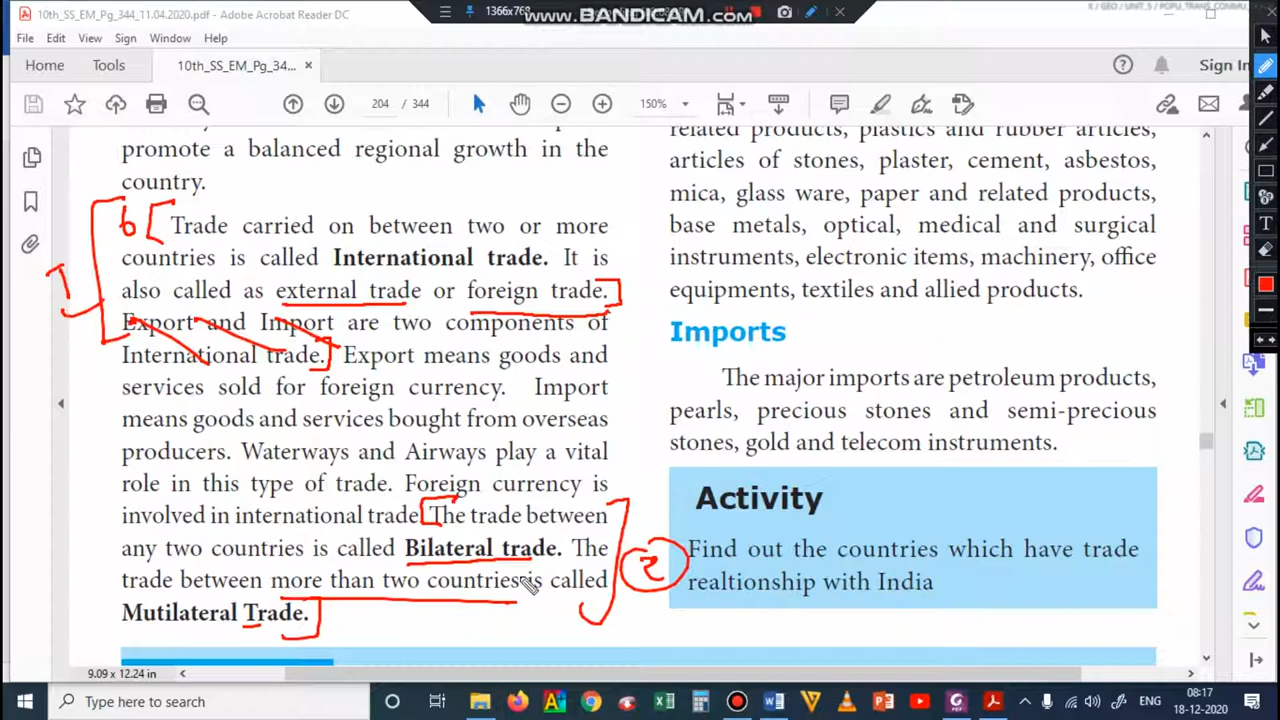 10th_SS_EM_Pg_344_11.04.2020.pdf - Adobe Acrobat Reader DC
1366x768
www.BANDICAM.com
File Edit View Sign Window Help
Home Tools 10th_SS_EM_Pg_34... × Sign In
204 / 344 150%
promote a balanced regional growth in the
country.
6
Trade carried on between two or more
countries is called International trade. It is
also called as external trade or foreign trade.
Export and Import are two components of
International trade. Export means goods and
services sold for foreign currency. Import
means goods and services bought from overseas
producers. Waterways and Airways play a vital
role in this type of trade. Foreign currency is
involved in international trade. The trade between
any two countries is called Bilateral trade. The
trade between more than two countries is called
Mutilateral Trade.
2
related products, plastics and rubber articles,
articles of stones, plaster, cement, asbestos,
mica, glass ware, paper and related products,
base metals, optical, medical and surgical
instruments, electronic items, machinery, office
equipments, textiles and allied products.
Imports
The major imports are petroleum products,
pearls, precious stones and semi-precious
stones, gold and telecom instruments.
Activity
Find out the countries which have trade
realtionship with India
9.09 x 12.24 in
Type here to search
ENG
08:17
18-12-2020